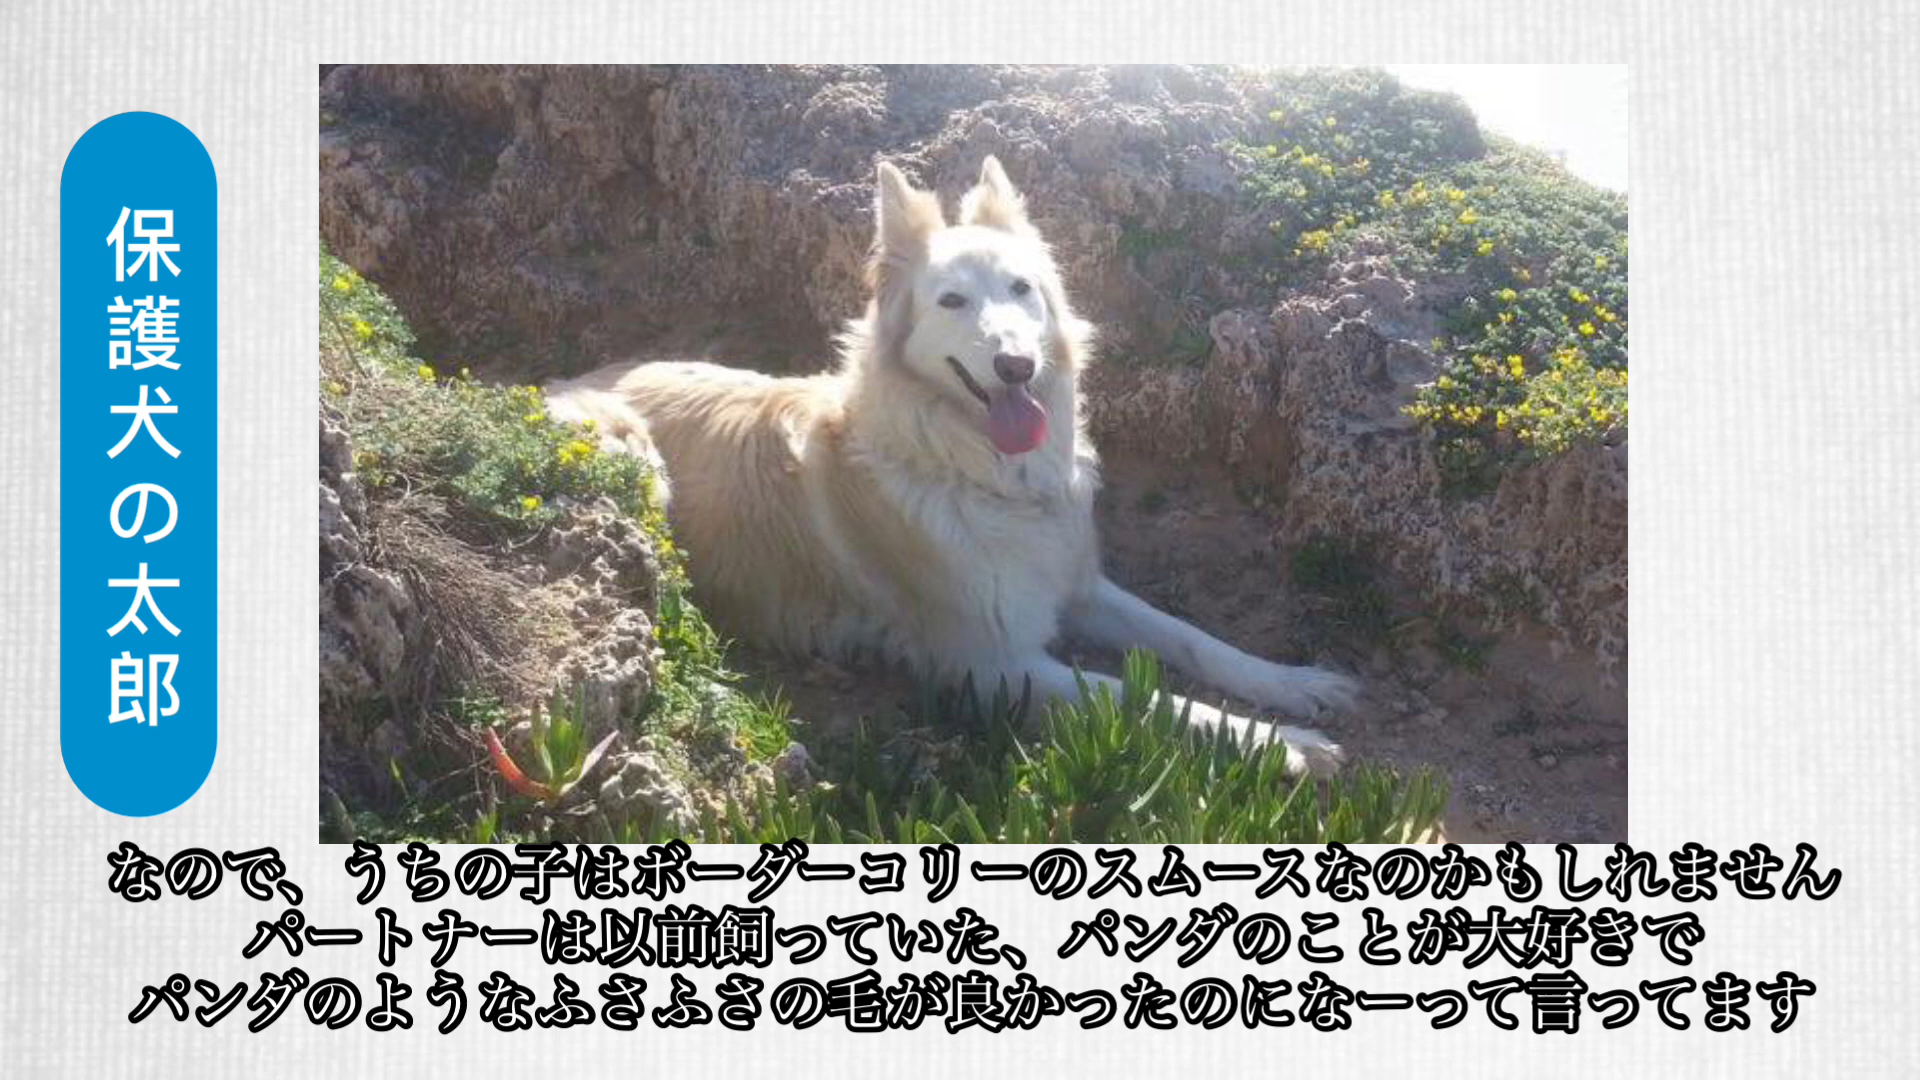 保護犬の太郎
なので、うちの子はボーダーコリーのスムースなのかもしれません
パートナーは以前飼っていた、パンダのことが大好きで
パンダのようなふさふさの毛が良かったのになーって言ってます